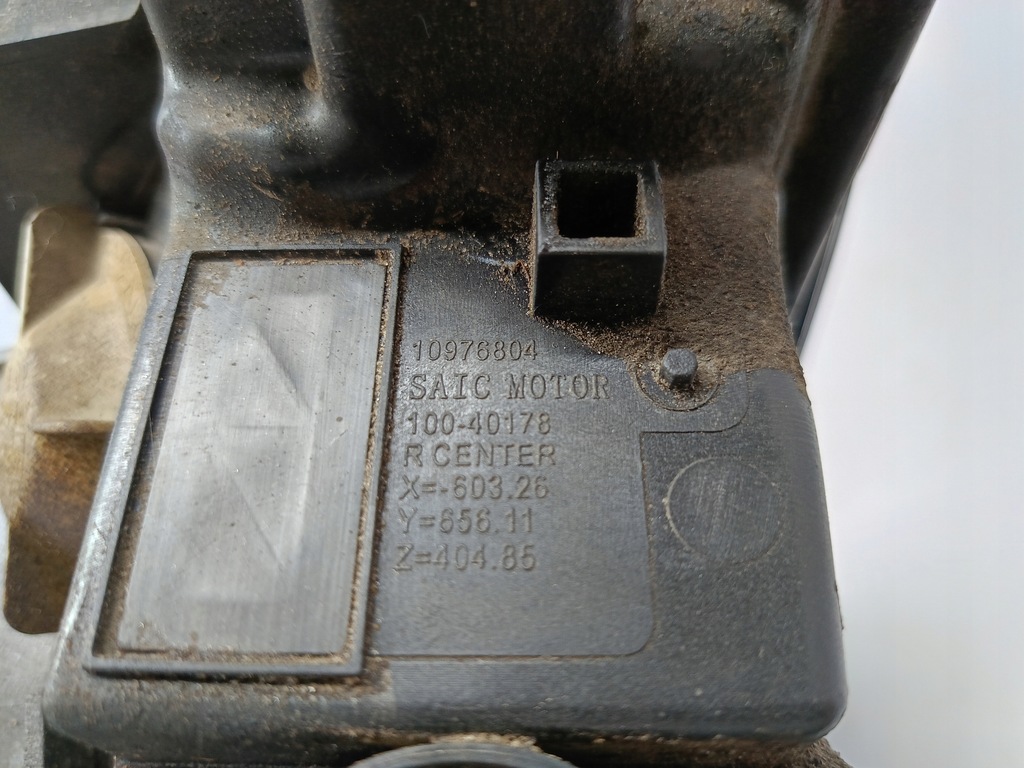 10976804
SAIC MOTOR
100-40178
R CENTER
X=-603.26
Y=656.11
Z=404.85